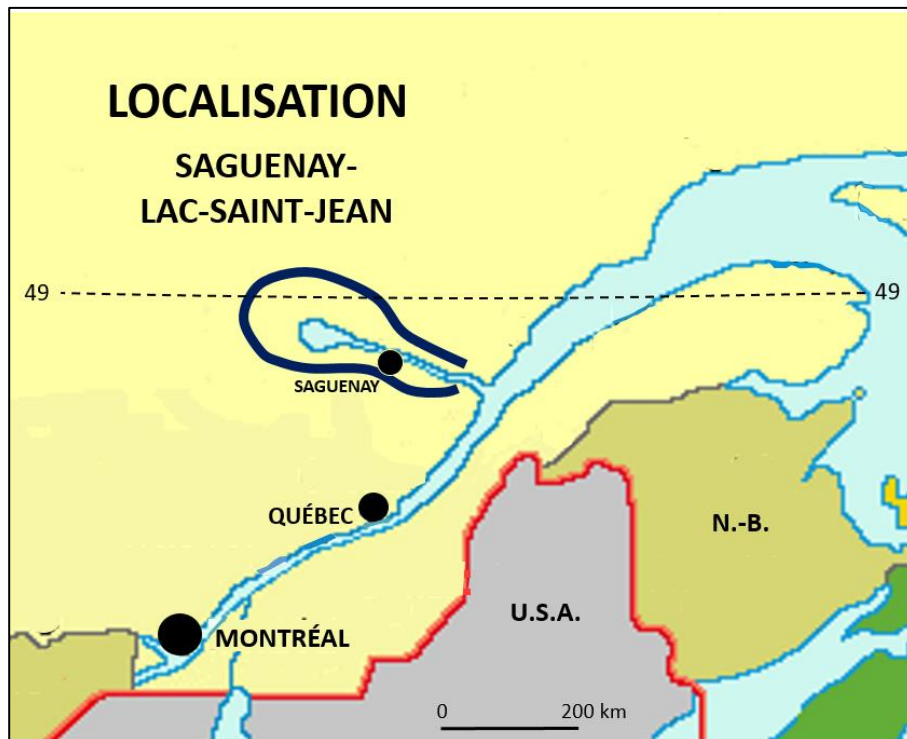 LOCALISATION
SAGUENAY-
LAC-SAINT-JEAN
49
49
SAGUENAY
QUÉBEC
N.-B.
U.S.A.
MONTRÉAL
0 200 km